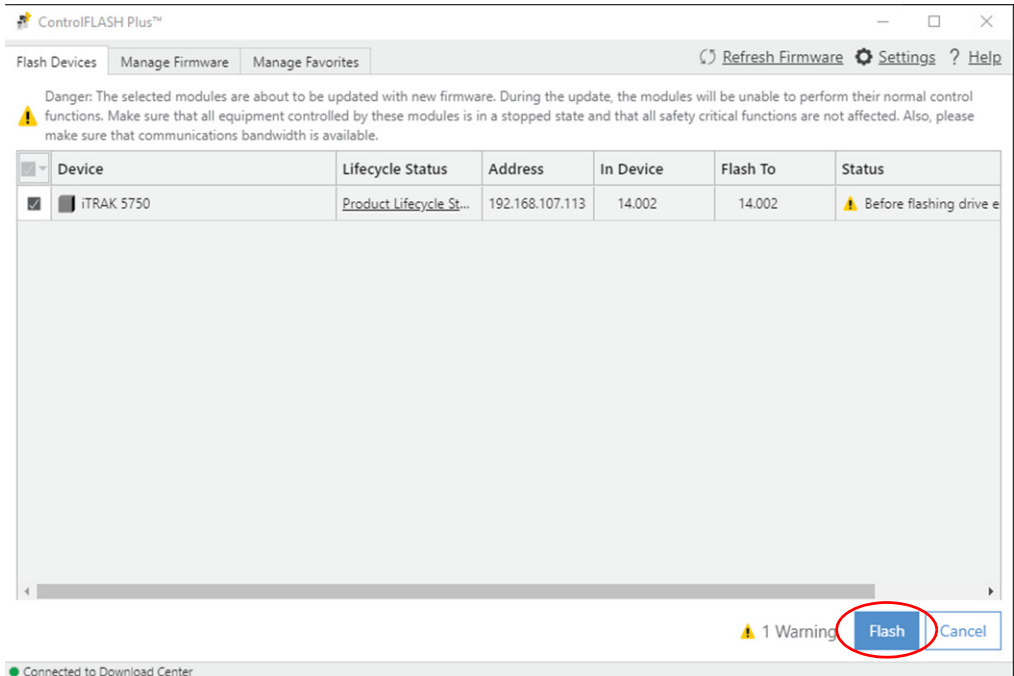 ControlFLASH Plus™
Flash Devices Manage Firmware Manage Favorites Refresh Firmware Settings ? Help
Danger: The selected modules are about to be updated with new firmware. During the update, the modules will be unable to perform their normal control
functions. Make sure that all equipment controlled by these modules is in a stopped state and that all safety critical functions are not affected. Also, please
make sure that communications bandwidth is available.
Device Lifecycle Status Address In Device Flash To Status
iTRAK 5750 Product Lifecycle St... 192.168.107.113 14.002 14.002 Before flashing drive e
1 Warning Flash Cancel
Connected to Download Center